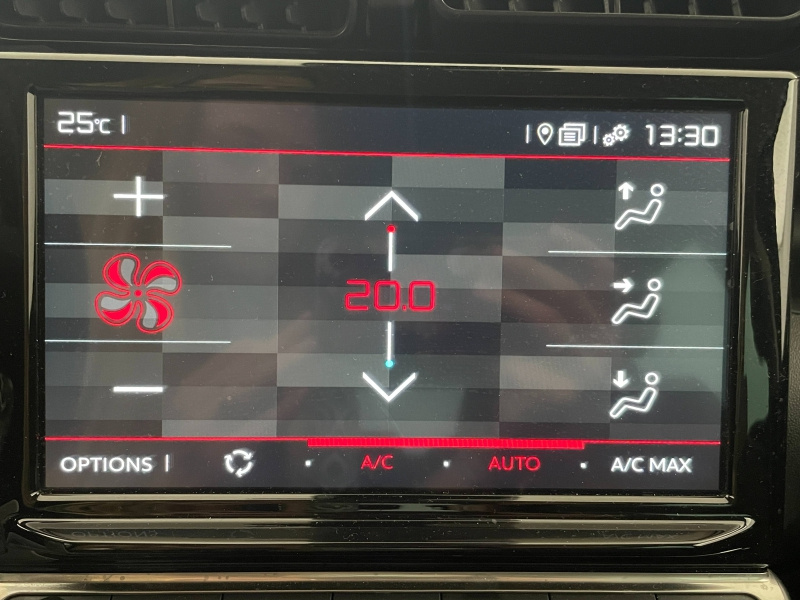 25°C 13:30
20.0
OPTIONS A/C AUTO A/C MAX